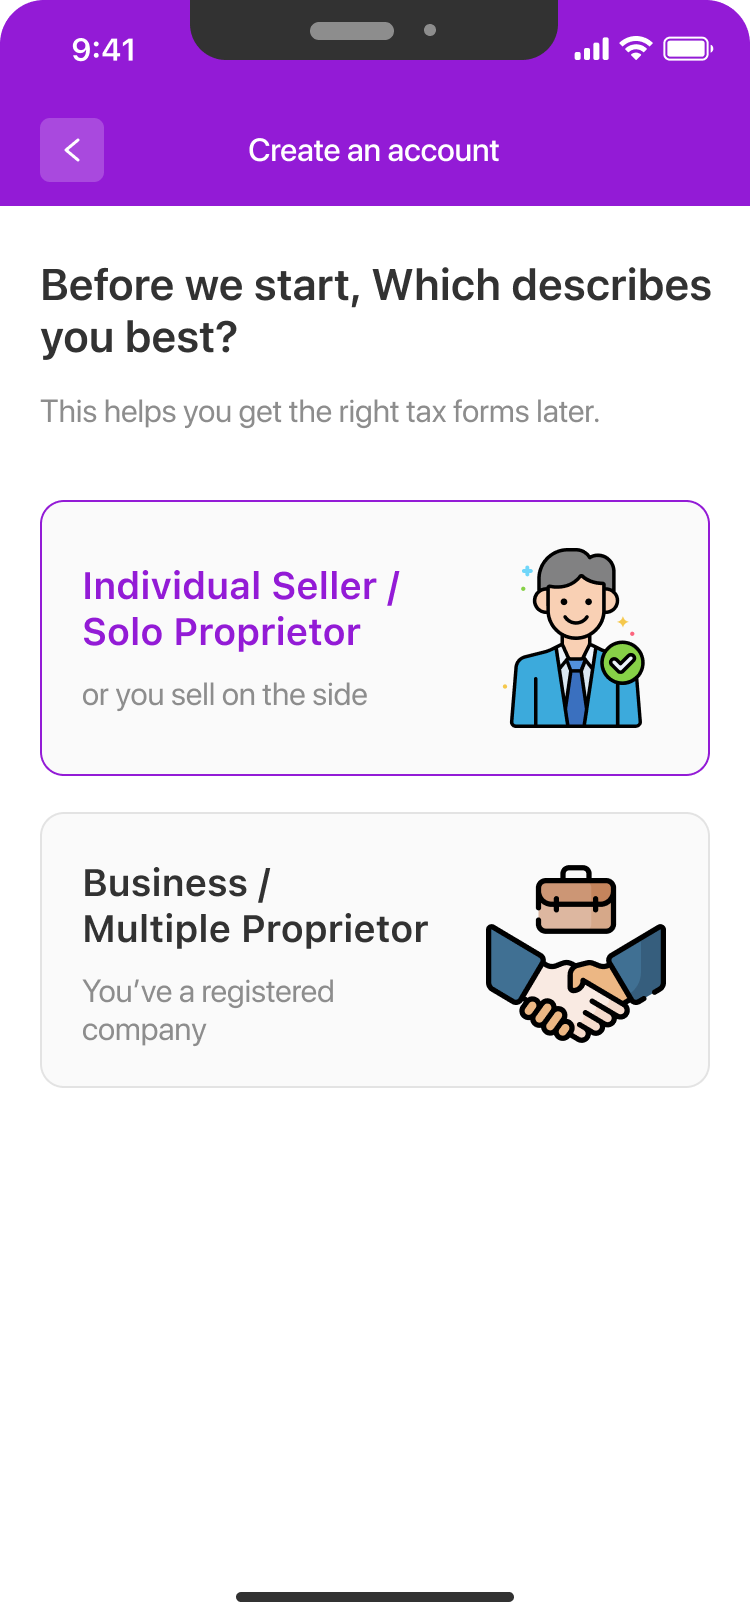 9:41
Create an account
Before we start, Which describes
you best?
This helps you get the right tax forms later.
Individual Seller /
Solo Proprietor
or you sell on the side
Business /
Multiple Proprietor
You’ve a registered
company